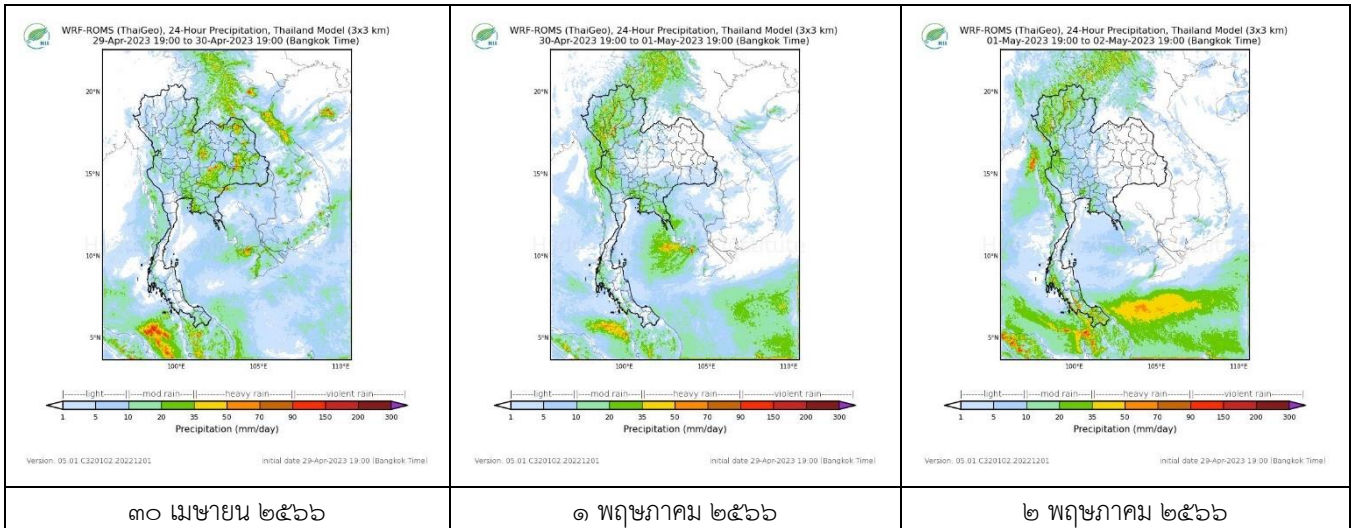 WRF-ROMS (ThaiGeo), 24-Hour Precipitation, Thailand Model (3x3 km)
29-Apr-2023 19:00 to 30-Apr-2023 19:00 (Bangkok Time)
20°N
15°N
10°N
5°N
100°E
105°E
110°E
light
mod rain
heavy rain
violent rain
1 5 10 20 35 50 70 90 150 200 300
Precipitation (mm/day)
Version: 05.01.C320102.20221201
initial date 29-Apr-2023 19:00 (Bangkok Time)
๓๐ เมษายน ๒๕๖๖
WRF-ROMS (ThaiGeo), 24-Hour Precipitation, Thailand Model (3x3 km)
30-Apr-2023 19:00 to 01-May-2023 19:00 (Bangkok Time)
20°N
15°N
10°N
5°N
100°E
105°E
110°E
light
mod rain
heavy rain
violent rain
1 5 10 20 35 50 70 90 150 200 300
Precipitation (mm/day)
Version: 05.01.C320102.20221201
initial date 29-Apr-2023 19:00 (Bangkok Time)
๑ พฤษภาคม ๒๕๖๖
WRF-ROMS (ThaiGeo), 24-Hour Precipitation, Thailand Model (3x3 km)
01-May-2023 19:00 to 02-May-2023 19:00 (Bangkok Time)
20°N
15°N
10°N
5°N
100°E
105°E
110°E
light
mod rain
heavy rain
violent rain
1 5 10 20 35 50 70 90 150 200 300
Precipitation (mm/day)
Version: 05.01.C320102.20221201
initial date 29-Apr-2023 19:00 (Bangkok Time)
๒ พฤษภาคม ๒๕๖๖